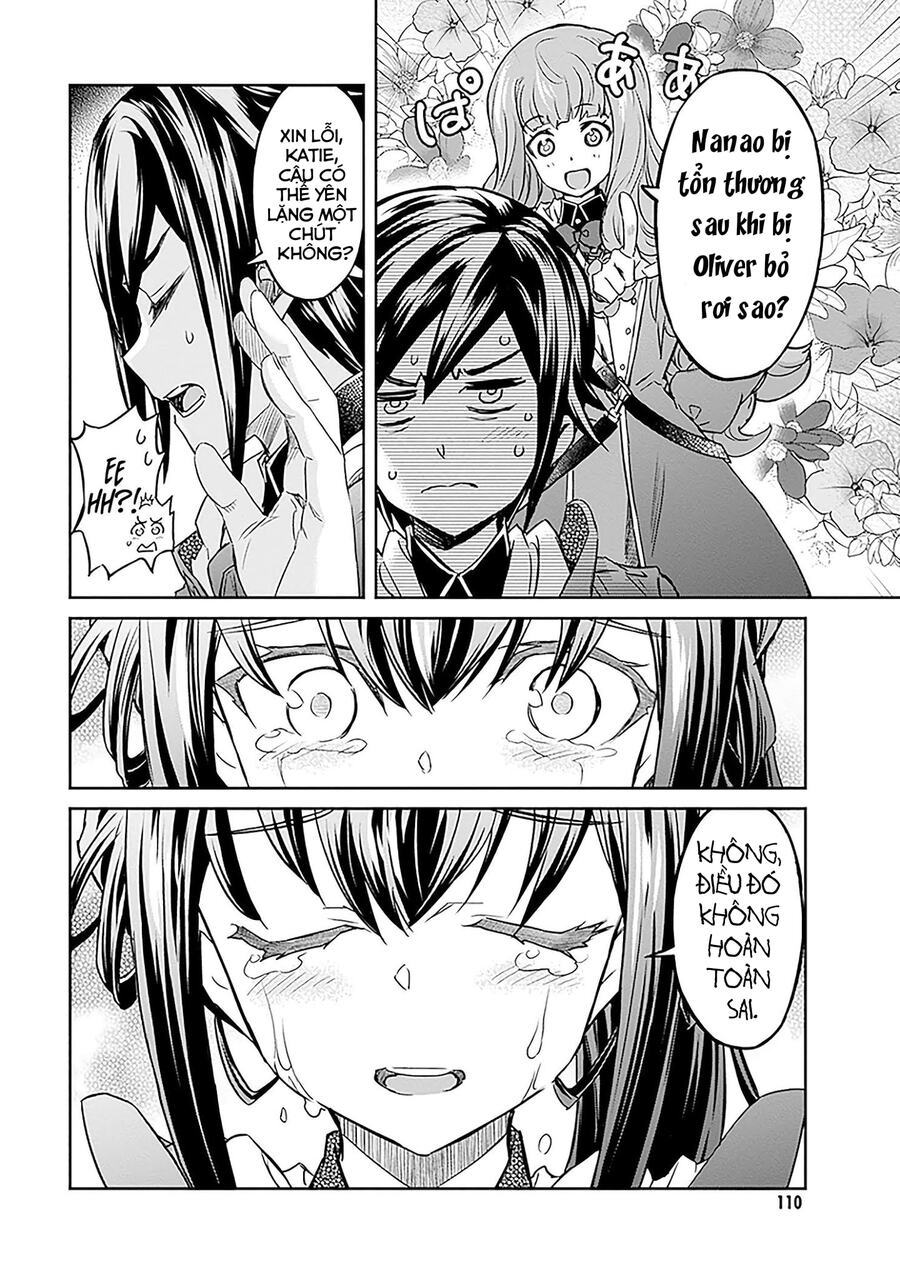 ぱあぁ
Nanao bị
tổn thương
sau khi bị
Oliver bỏ
rơi sao?
XIN LỖI,
KATIE,
CẬU CÓ
THỂ YÊN
LẶNG MỘT
CHÚT
KHÔNG?
EE
HH?!
KHÔNG,
ĐIỀU ĐÓ
KHÔNG
HOÀN
TOÀN
SAI.
110